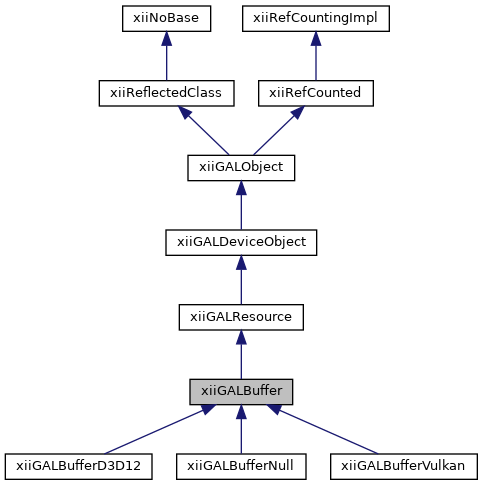 xiiNoBase
xiiRefCountingImpl
xiiReflectedClass
xiiRefCounted
xiiGALObject
xiiGALDeviceObject
xiiGALResource
xiiGALBuffer
xiiGALBufferD3D12
xiiGALBufferNull
xiiGALBufferVulkan